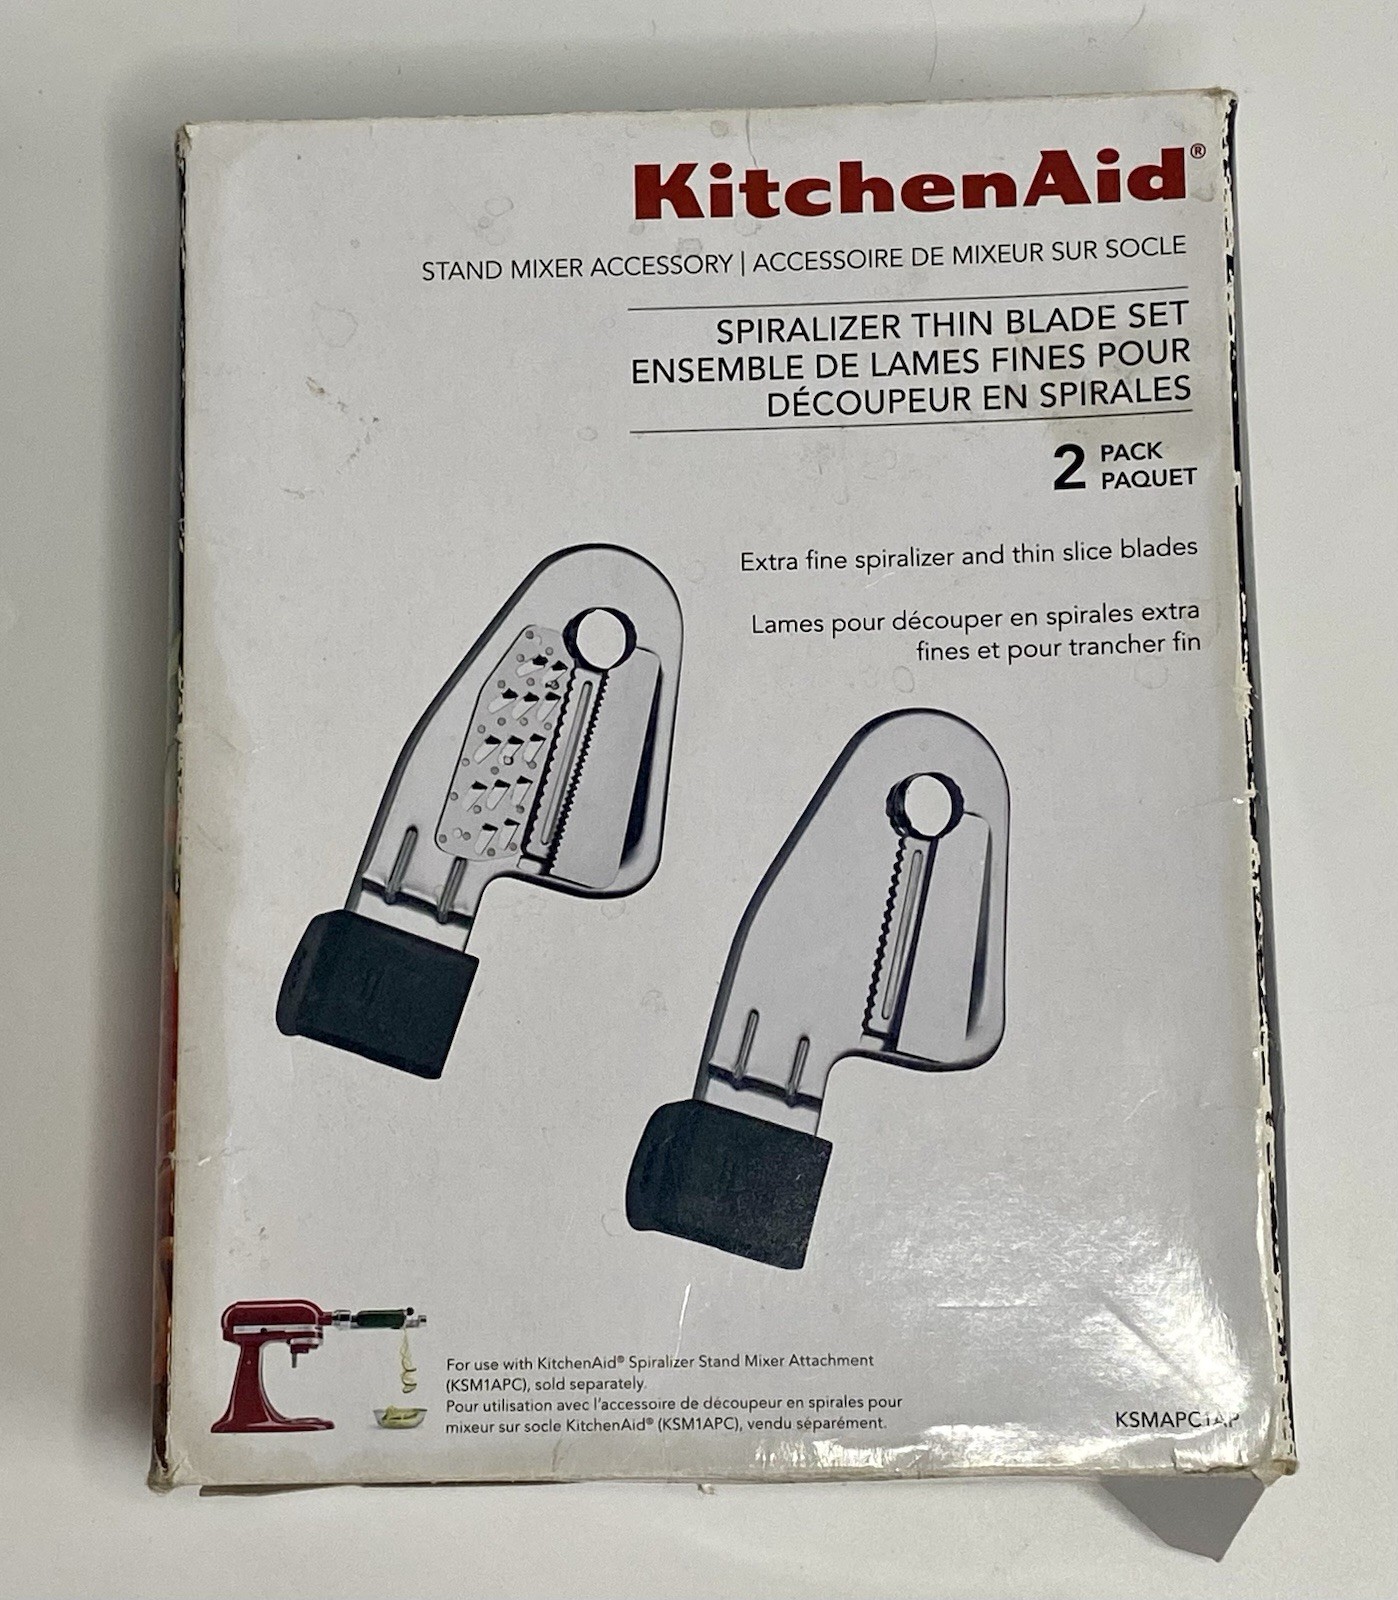 KitchenAid®
STAND MIXER ACCESSORY | ACCESSOIRE DE MIXEUR SUR SOCLE
SPIRALIZER THIN BLADE SET
ENSEMBLE DE LAMES FINES POUR
DÉCOUPEUR EN SPIRALES
2 PACK
PAQUET
Extra fine spiralizer and thin slice blades
Lames pour découper en spirales extra
fines et pour trancher fin
For use with KitchenAid® Spiralizer Stand Mixer Attachment
(KSM1APC), sold separately.
Pour utilisation avec l'accessoire de découpeur en spirales pour
mixeur sur socle KitchenAid® (KSM1APC), vendu séparément.
KSMAPC1AP